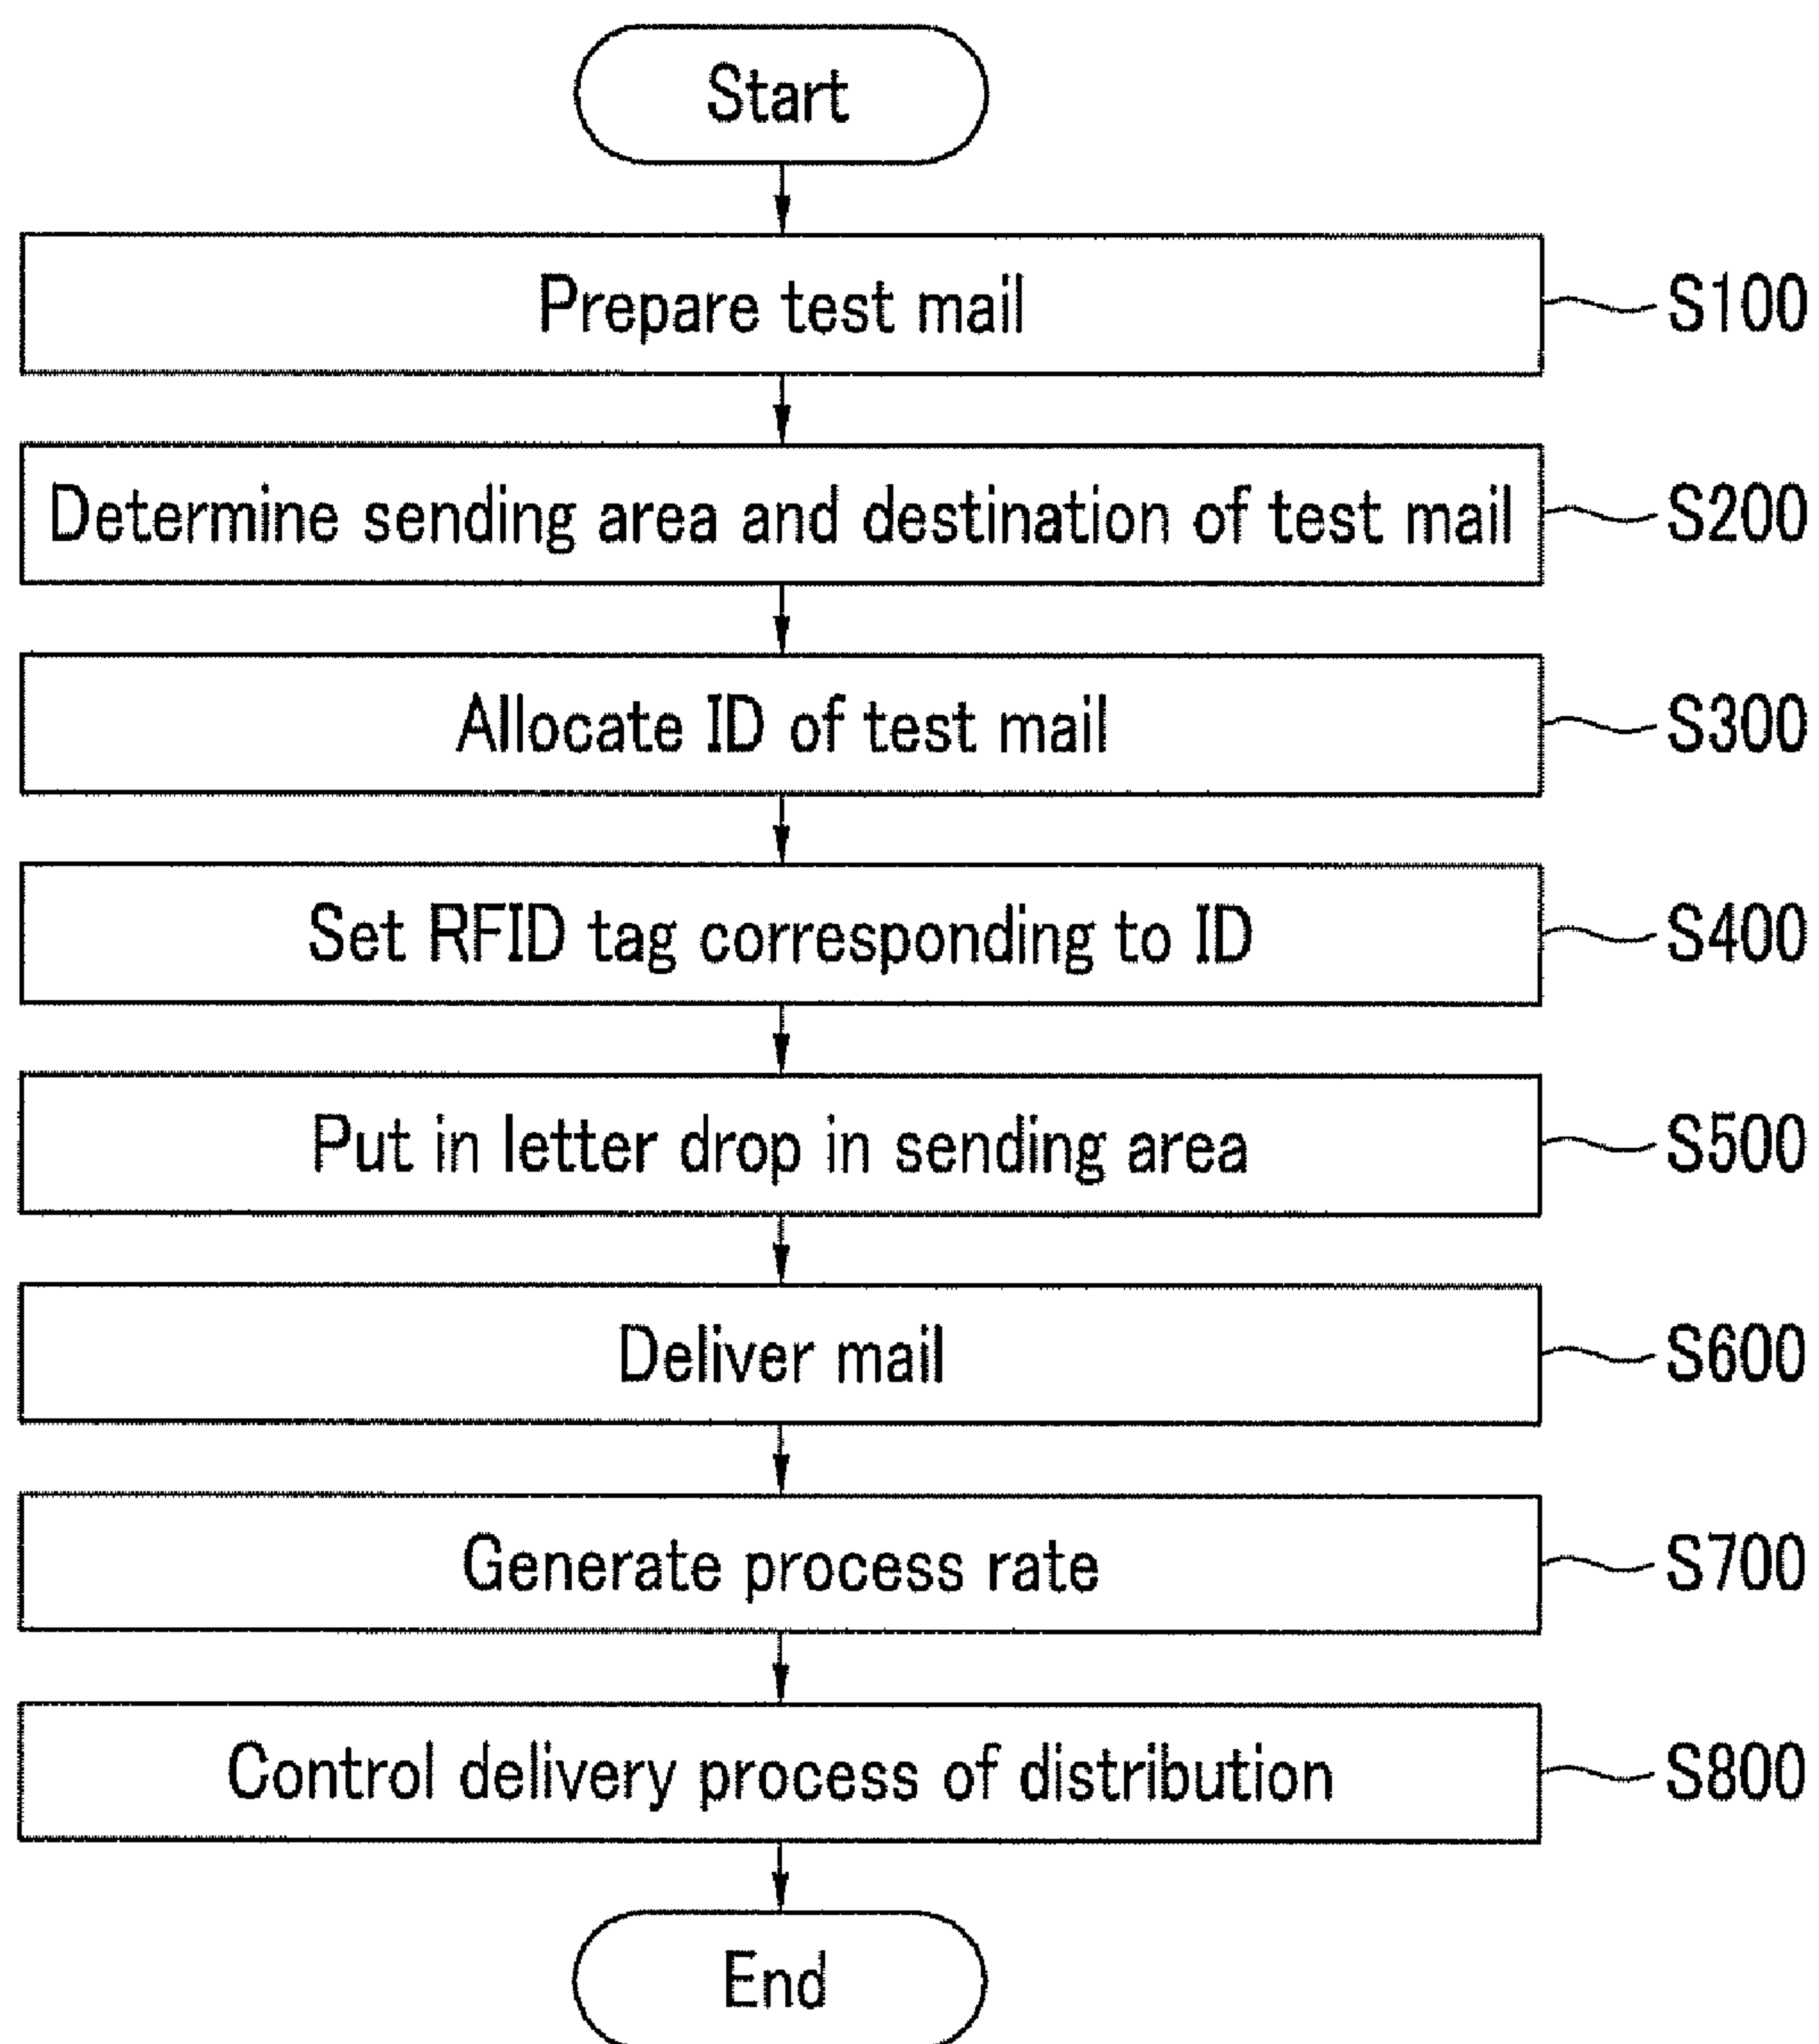 Start
Prepare test mail S100
Determine sending area and destination of test mail S200
Allocate ID of test mail S300
Set RFID tag corresponding to ID S400
Put in letter drop in sending area S500
Deliver mail S600
Generate process rate S700
Control delivery process of distribution S800
End